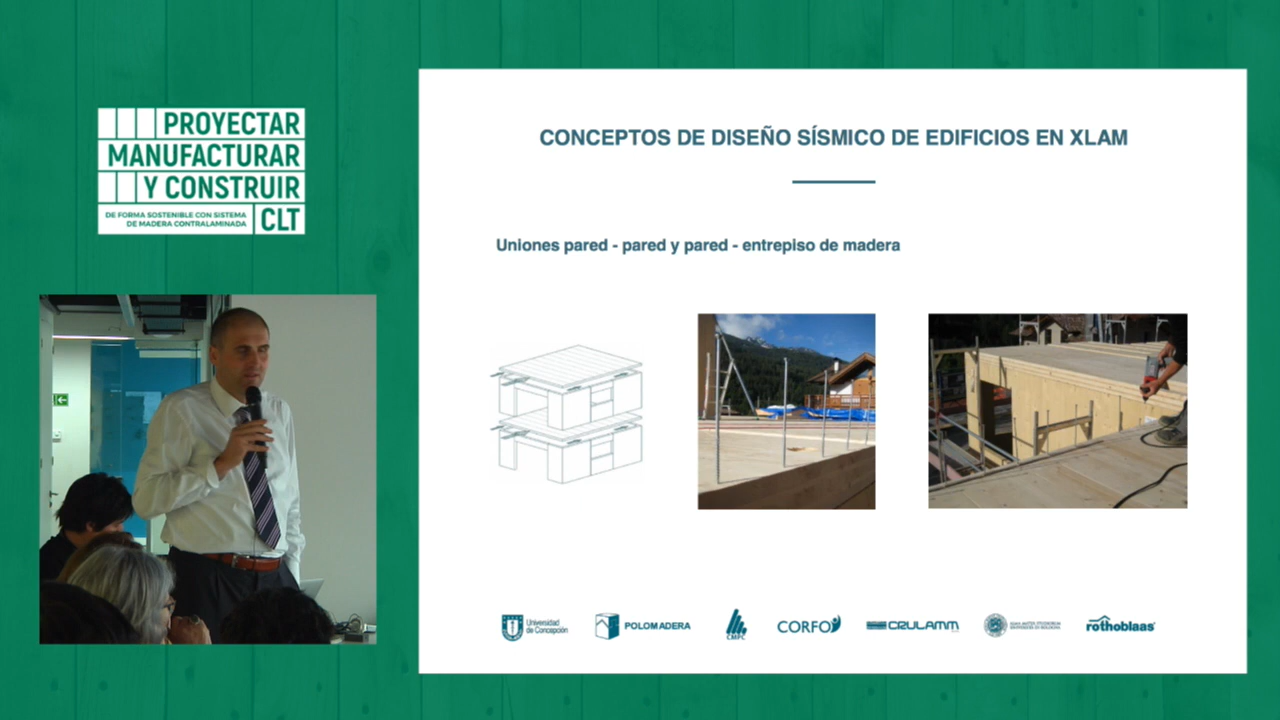 PROYECTAR
MANUFACTURAR
Y CONSTRUIR
DE FORMA SOSTENIBLE CON SISTEMA
DE MADERA CONTRALAMINADA
CLT
CONCEPTOS DE DISEÑO SÍSMICO DE EDIFICIOS EN XLAM
Uniones pared - pared y pared - entrepiso de madera
Universidad
de Concepción
POLOMADERA
CMPC
CORFO
CRULAMM
rothoblaas